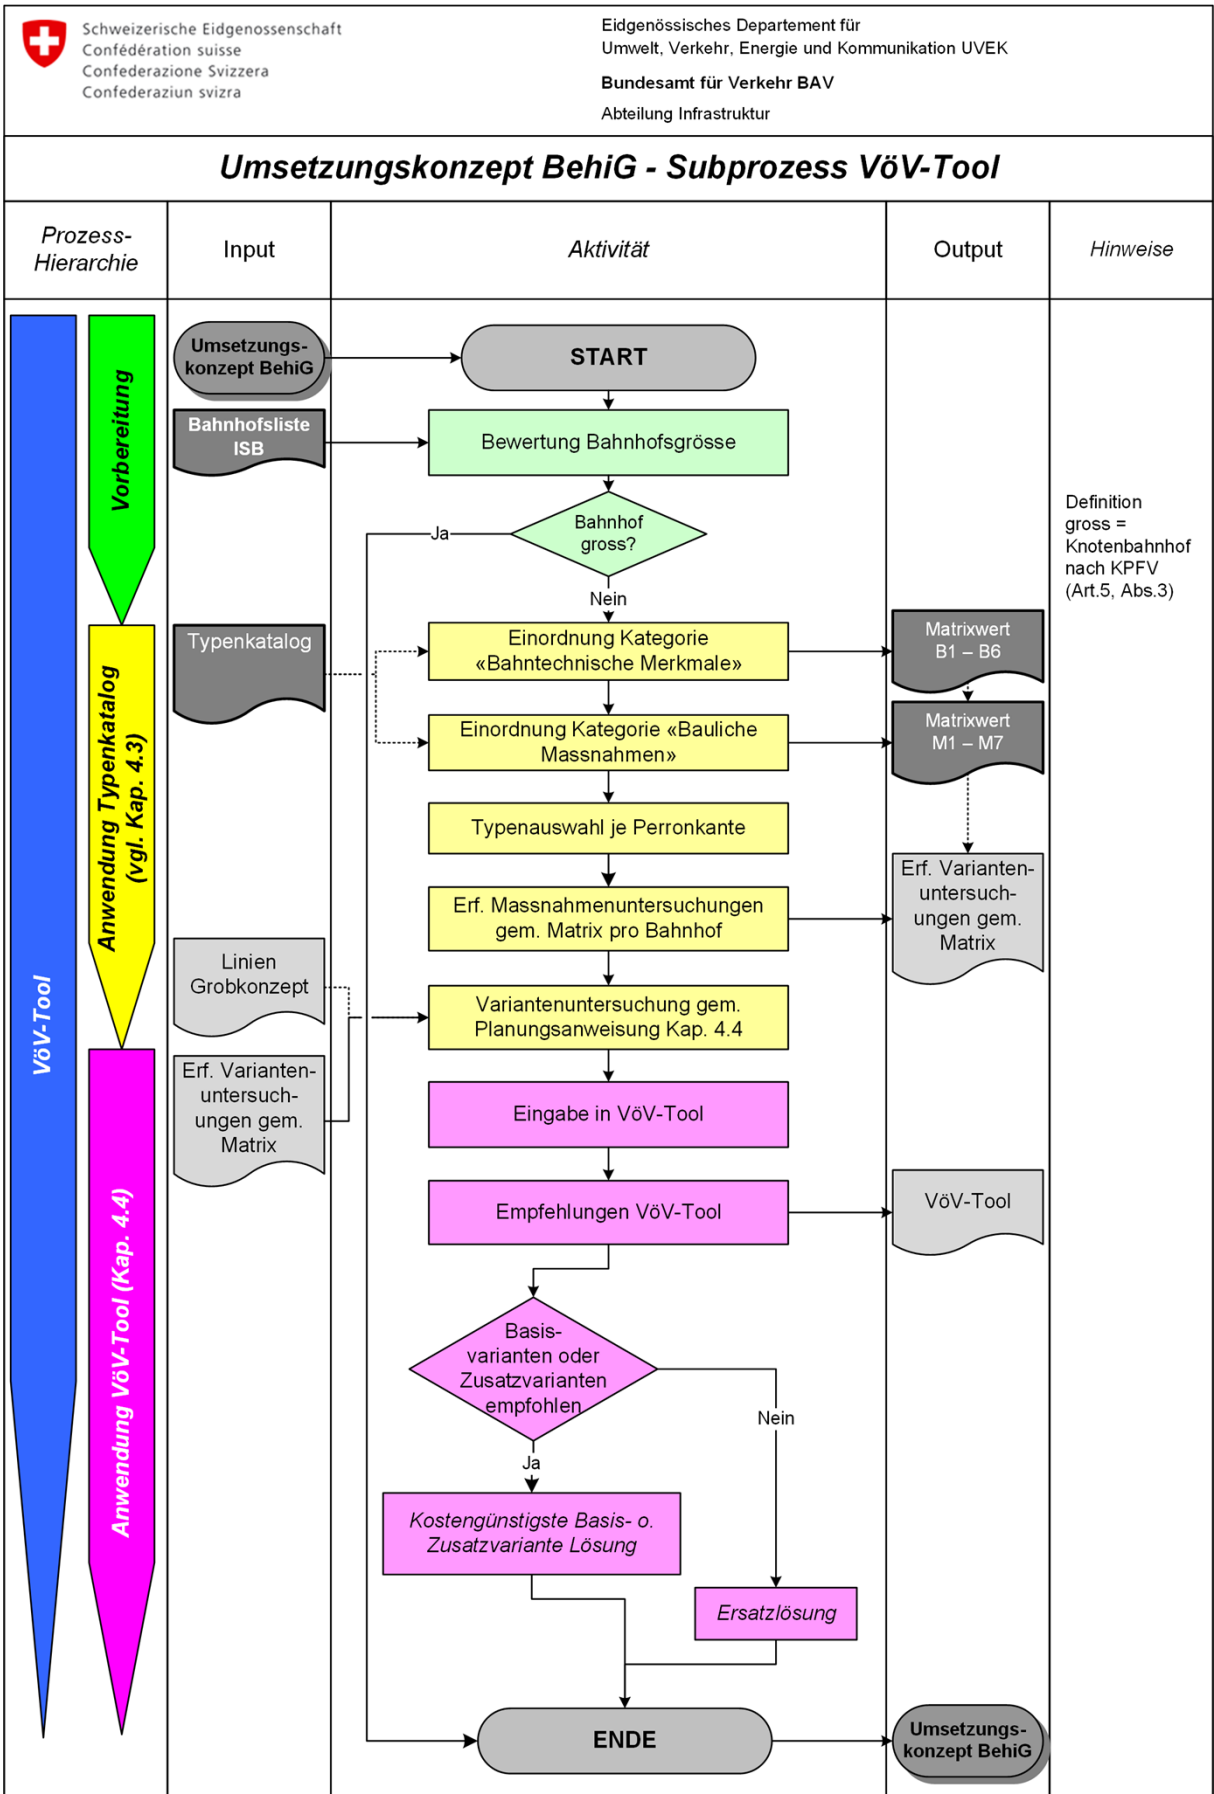 Schweizerische Eidgenossenschaft
Confédération suisse
Confederazione Svizzera
Confederaziun svizra
Eidgenössisches Departement für
Umwelt, Verkehr, Energie und Kommunikation UVEK
Bundesamt für Verkehr BAV
Abteilung Infrastruktur
Umsetzungskonzept BehiG - Subprozess VöV-Tool
Prozess-
Hierarchie
Input
Aktivität
Output
Hinweise
VöV-Tool
Vorbereitung
Anwendung Typenkatalog
(vgl. Kap. 4.3)
Anwendung VöV-Tool (Kap. 4.4)
Umsetzungs-
konzept BehiG
START
Bahnhofsliste
ISB
Bewertung Bahnhofsgrösse
Bahnhof
gross?
Ja
Nein
Definition
gross =
Knotenbahnhof
nach KPFV
(Art.5, Abs.3)
Typenkatalog
Einordnung Kategorie
«Bahntechnische Merkmale»
Matrixwert
B1 – B6
Einordnung Kategorie «Bauliche
Massnahmen»
Matrixwert
M1 – M7
Typenauswahl je Perronkante
Erf. Massnahmenuntersuchungen
gem. Matrix pro Bahnhof
Erf. Varianten-
untersuch-
ungen gem.
Matrix
Linien
Grobkonzept
Variantenuntersuchung gem.
Planungsanweisung Kap. 4.4
Erf. Varianten-
untersuch-
ungen gem.
Matrix
Eingabe in VöV-Tool
Empfehlungen VöV-Tool
VöV-Tool
Basis-
varianten oder
Zusatzvarianten
empfohlen
Nein
Ja
Kostengünstigste Basis- o.
Zusatzvariante Lösung
Ersatzlösung
ENDE
Umsetzungs-
konzept BehiG